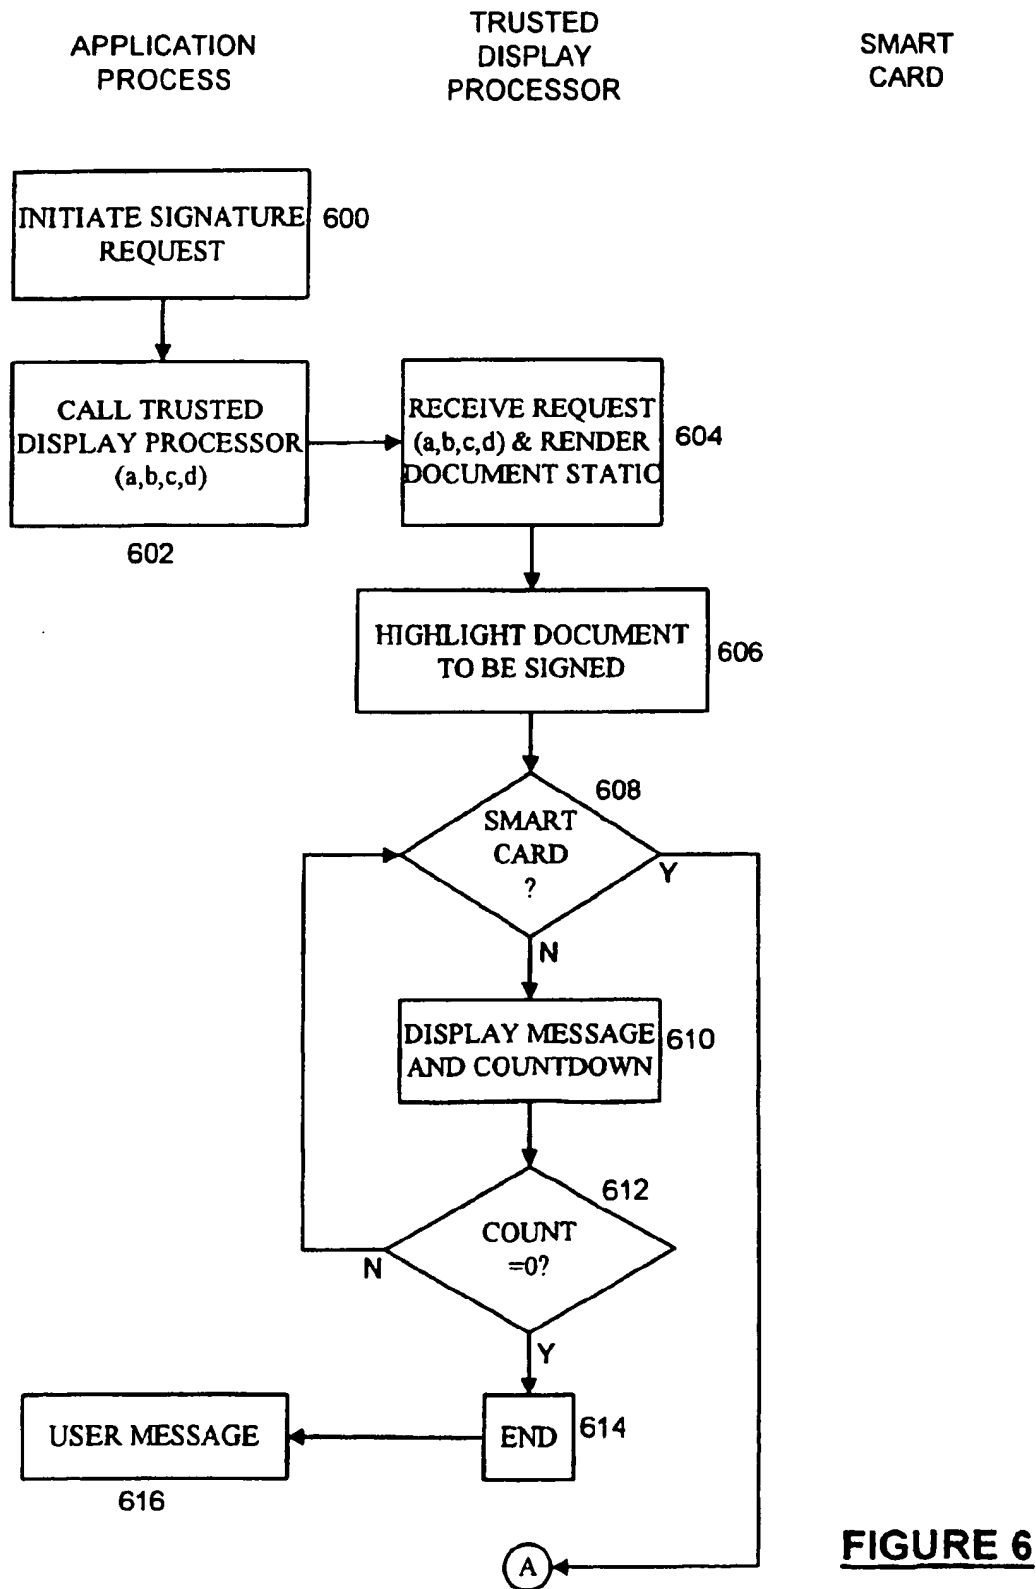 APPLICATION
PROCESS
TRUSTED
DISPLAY
PROCESSOR
SMART
CARD
INITIATE SIGNATURE
REQUEST
600
CALL TRUSTED
DISPLAY PROCESSOR
(a,b,c,d)
602
RECEIVE REQUEST
(a,b,c,d) & RENDER
DOCUMENT STATIC
604
HIGHLIGHT DOCUMENT
TO BE SIGNED
606
608
SMART
CARD
?
Y
N
DISPLAY MESSAGE
AND COUNTDOWN
610
612
COUNT
=0?
N
Y
END
614
USER MESSAGE
616
A
FIGURE 6